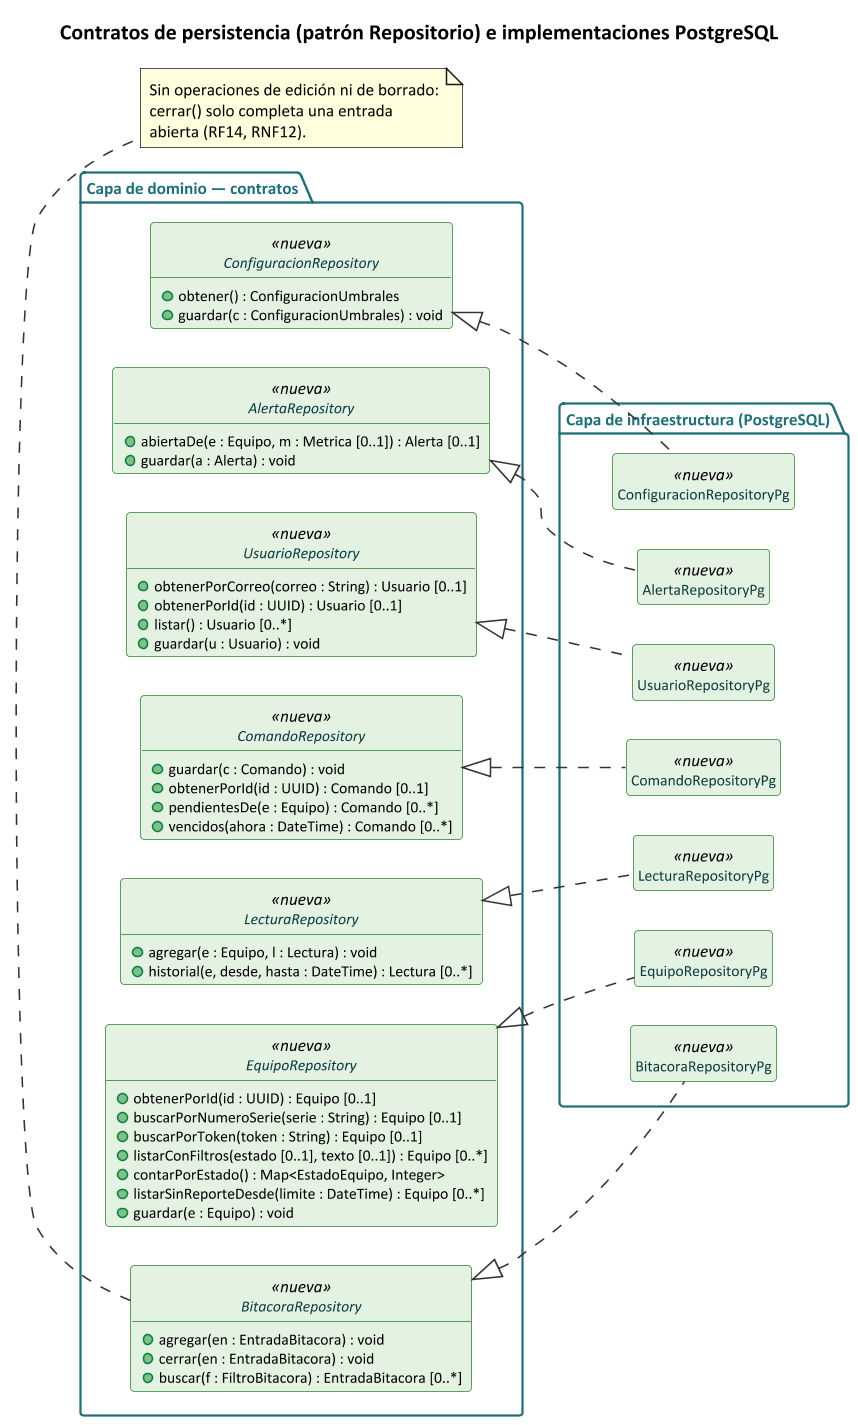 Contratos de persistencia (patrón Repositorio) e implementaciones PostgreSQL
Sin operaciones de edición ni de borrado:
cerrar() solo completa una entrada
abierta (RF14, RNF12).
Capa de dominio — contratos
«nueva»
ConfiguracionRepository
obtener() : ConfiguracionUmbrales
guardar(c : ConfiguracionUmbrales) : void
«nueva»
AlertaRepository
abiertaDe(e : Equipo, m : Metrica [0..1]) : Alerta [0..1]
guardar(a : Alerta) : void
«nueva»
UsuarioRepository
obtenerPorCorreo(correo : String) : Usuario [0..1]
obtenerPorId(id : UUID) : Usuario [0..1]
listar() : Usuario [0..*]
guardar(u : Usuario) : void
«nueva»
ComandoRepository
guardar(c : Comando) : void
obtenerPorId(id : UUID) : Comando [0..1]
pendientesDe(e : Equipo) : Comando [0..*]
vencidos(ahora : DateTime) : Comando [0..*]
«nueva»
LecturaRepository
agregar(e : Equipo, l : Lectura) : void
historial(e, desde, hasta : DateTime) : Lectura [0..*]
«nueva»
EquipoRepository
obtenerPorId(id : UUID) : Equipo [0..1]
buscarPorNumeroSerie(serie : String) : Equipo [0..1]
buscarPorToken(token : String) : Equipo [0..1]
listarConFiltros(estado [0..1], texto [0..1]) : Equipo [0..*]
contarPorEstado() : Map<EstadoEquipo, Integer>
listarSinReporteDesde(limite : DateTime) : Equipo [0..*]
guardar(e : Equipo) : void
«nueva»
BitacoraRepository
agregar(en : EntradaBitacora) : void
cerrar(en : EntradaBitacora) : void
buscar(f : FiltroBitacora) : EntradaBitacora [0..*]
Capa de infraestructura (PostgreSQL)
«nueva»
ConfiguracionRepositoryPg
«nueva»
AlertaRepositoryPg
«nueva»
UsuarioRepositoryPg
«nueva»
ComandoRepositoryPg
«nueva»
LecturaRepositoryPg
«nueva»
EquipoRepositoryPg
«nueva»
BitacoraRepositoryPg